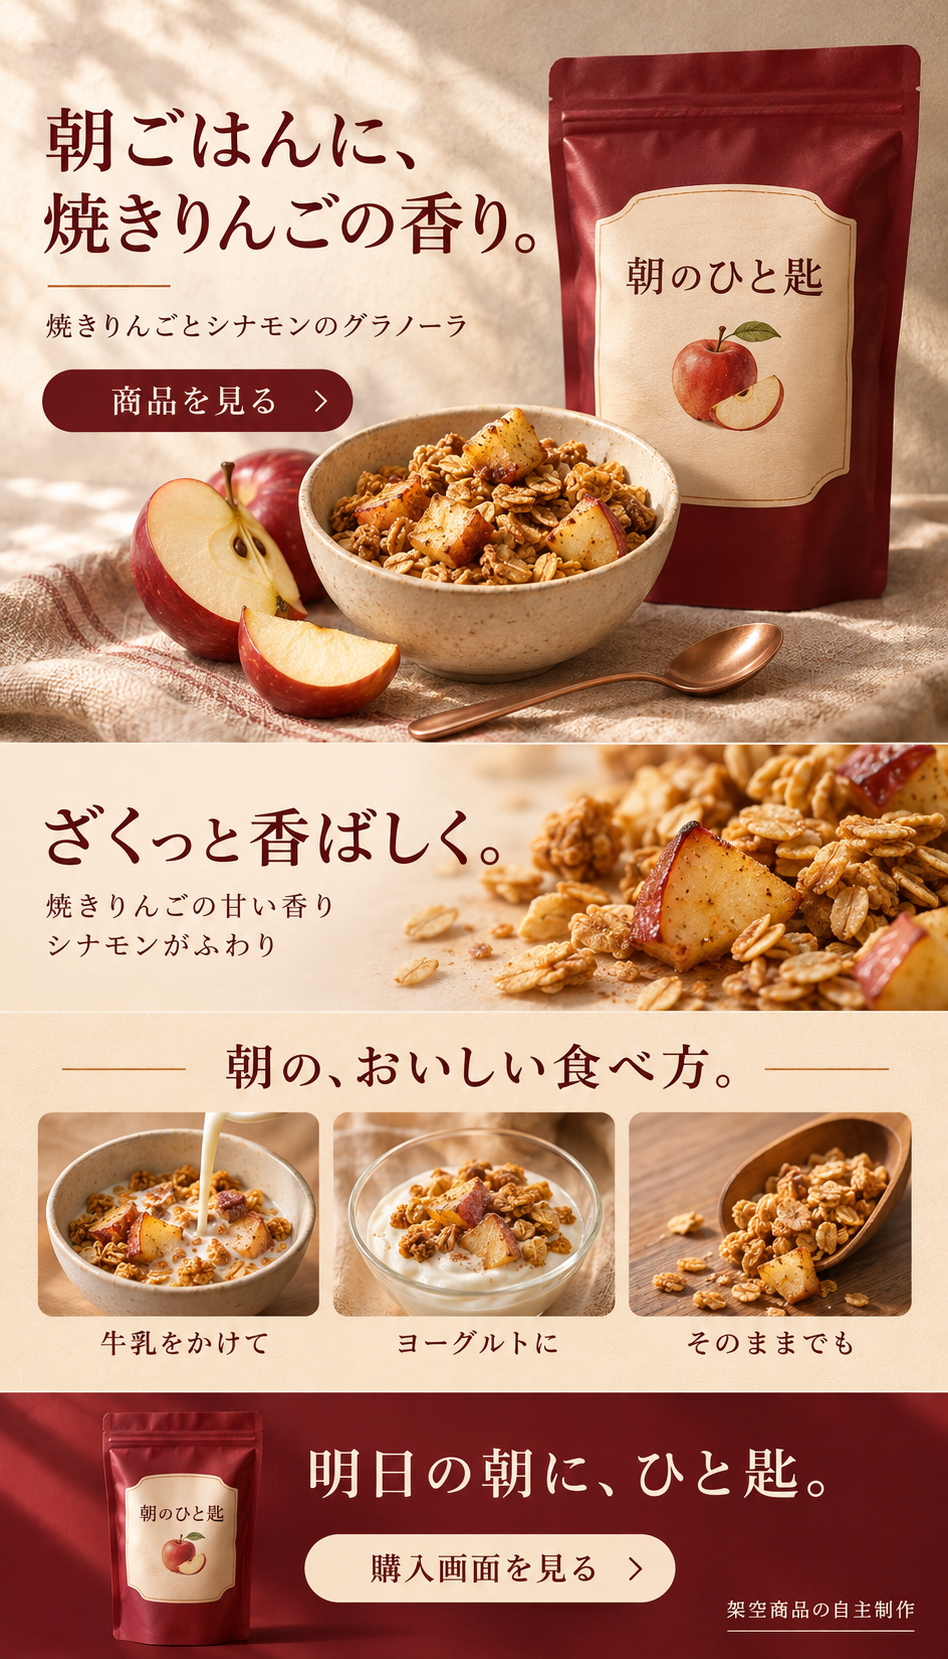 朝ごはんに、
焼きりんごの香り。
焼きりんごとシナモンのグラノーラ
商品を見る
朝のひと匙
ざくっと香ばしく。
焼きりんごの甘い香り
シナモンがふわり
朝の、おいしい食べ方。
牛乳をかけて
ヨーグルトに
そのままでも
朝のひと匙
明日の朝に、ひと匙。
購入画面を見る
架空商品の自主制作